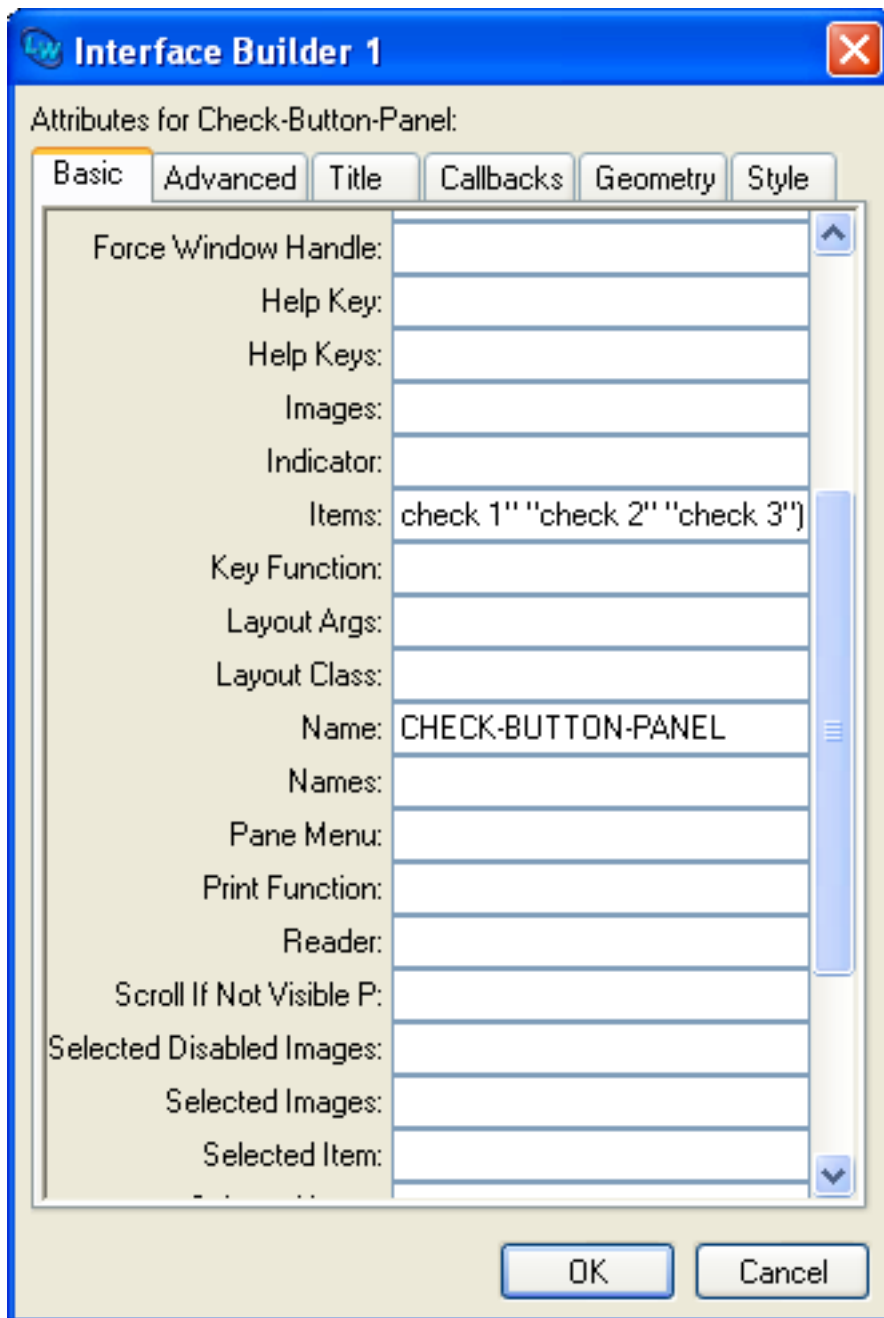 LW Interface Builder 1
Attributes for Check-Button-Panel:
Basic Advanced Title Callbacks Geometry Style
Force Window Handle:
Help Key:
Help Keys:
Images:
Indicator:
Items: check 1" "check 2" "check 3")
Key Function:
Layout Args:
Layout Class:
Name: CHECK-BUTTON-PANEL
Names:
Pane Menu:
Print Function:
Reader:
Scroll If Not Visible P:
Selected Disabled Images:
Selected Images:
Selected Item:
OK Cancel